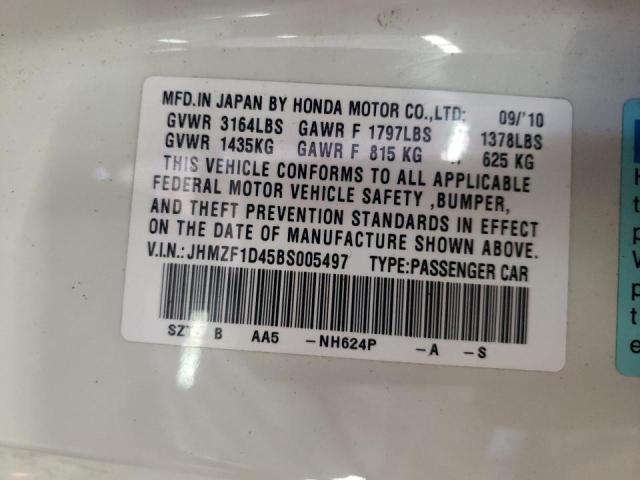 MFD.IN JAPAN BY HONDA MOTOR CO.,LTD: 09/'10
GVWR 3164LBS GAWR F 1797LBS 1378LBS
GVWR 1435KG GAWR F 815 KG 625 KG
THIS VEHICLE CONFORMS TO ALL APPLICABLE
FEDERAL MOTOR VEHICLE SAFETY ,BUMPER,
AND THEFT PREVENTION STANDARDS IN EFFECT
ON THE DATE OF MANUFACTURE SHOWN ABOVE.
V.I.N.: JHMZF1D45BS005497 TYPE:PASSENGER CAR
B AA5 -NH624P -A -S